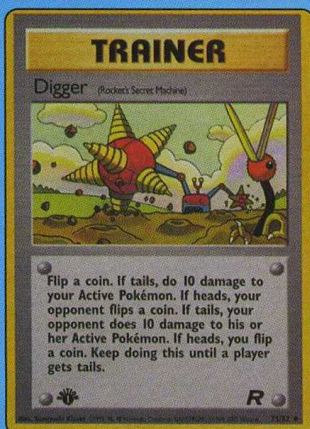 TRAINER
Digger (Rocket's Secret Machine)
Flip a coin. If tails, do 10 damage to
your Active Pokémon. If heads, your
opponent flips a coin. If tails, your
opponent does 10 damage to his or
her Active Pokémon. If heads, you flip
a coin. Keep doing this until a player
gets tails.
1
R
75/82